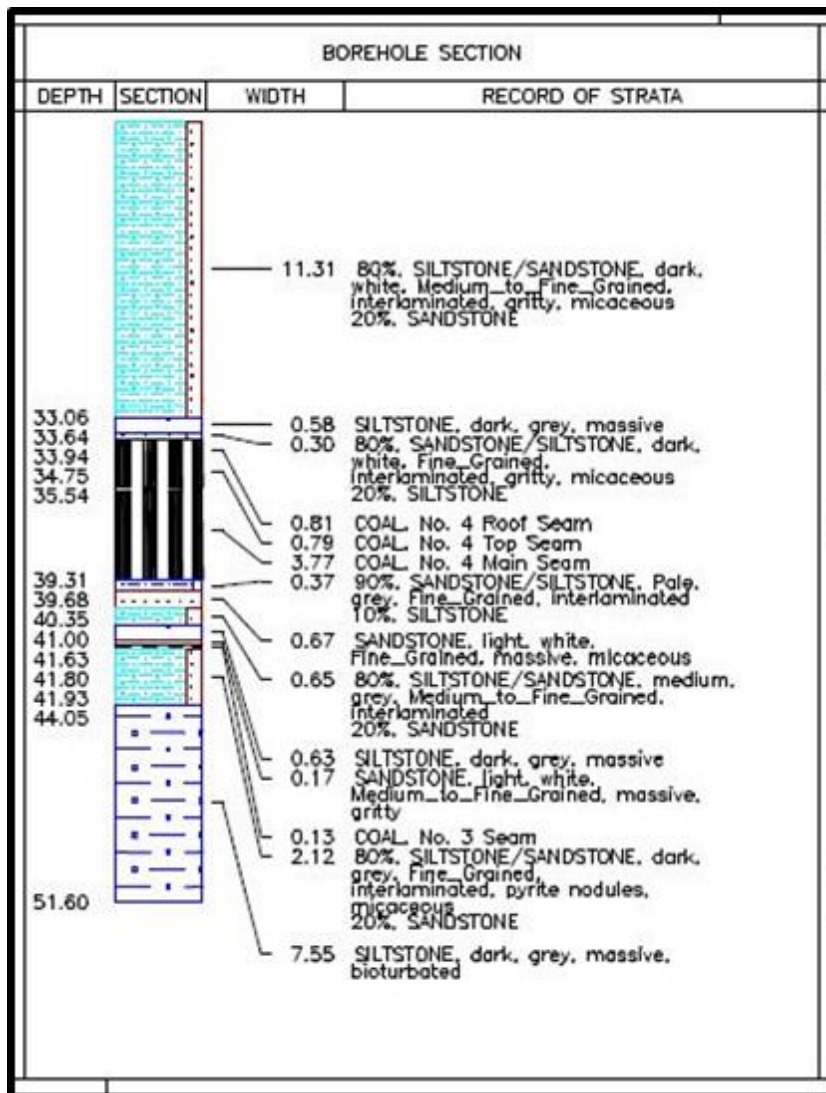 BOREHOLE SECTION
DEPTH SECTION WIDTH RECORD OF STRATA
11.31 80%, SILTSTONE/SANDSTONE, dark,
white, Medium_to_Fine_Grained,
interlaminated, gritty, micaceous
20%, SANDSTONE
33.06
0.58 SILTSTONE, dark, grey, massive
33.64
0.30 80%, SANDSTONE/SILTSTONE, dark,
white, Fine_Grained,
interlaminated, gritty, micaceous
20%, SILTSTONE
33.94
34.75
35.54
0.81 COAL, No. 4 Roof Seam
0.79 COAL, No. 4 Top Seam
3.77 COAL, No. 4 Main Seam
39.31
0.37 90%, SANDSTONE/SILTSTONE, Pale,
grey, Fine_Grained, interlaminated
10%, SILTSTONE
39.68
40.35
0.67 SANDSTONE, light, white,
Fine_Grained, massive, micaceous
41.00
41.63
0.65 80%, SILTSTONE/SANDSTONE, medium,
grey, Medium_to_Fine_Grained,
interlaminated
20%, SANDSTONE
41.80
41.93
44.05
0.63 SILTSTONE, dark, grey, massive
0.17 SANDSTONE, light, white,
Medium_to_Fine_Grained, massive,
gritty
0.13 COAL, No. 3 Seam
2.12 80%, SILTSTONE/SANDSTONE, dark,
grey, Fine_Grained,
interlaminated, pyrite nodules,
micaceous
20%, SANDSTONE
51.60
7.55 SILTSTONE, dark, grey, massive,
bioturbated